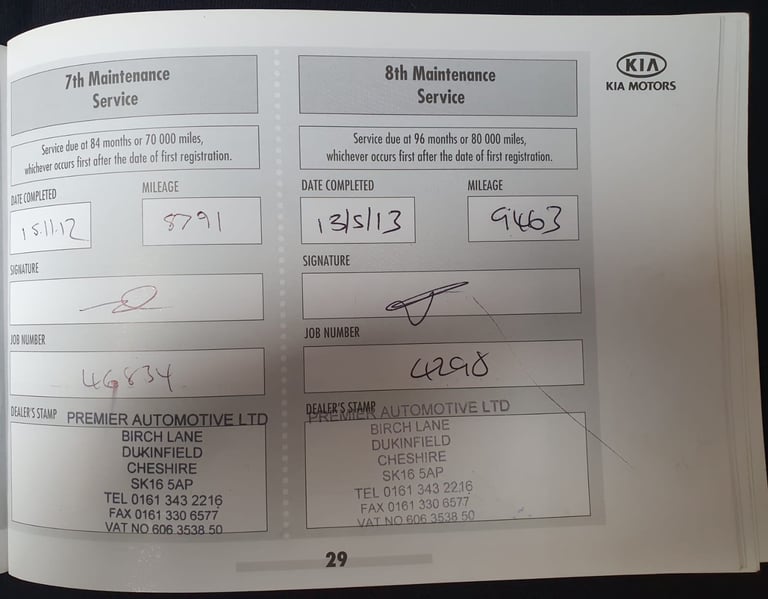 7th Maintenance
Service
Service due at 84 months or 70 000 miles,
whichever occurs first after the date of first registration.
DATE COMPLETED
MILEAGE
15.11.12
8791
SIGNATURE
JOB NUMBER
46834
DEALER'S STAMP
PREMIER AUTOMOTIVE LTD
BIRCH LANE
DUKINFIELD
CHESHIRE
SK16 5AP
TEL 0161 343 2216
FAX 0161 330 6577
VAT NO 606 3538 50
8th Maintenance
Service
Service due at 96 months or 80 000 miles,
whichever occurs first after the date of first registration.
DATE COMPLETED
MILEAGE
13/5/13
9463
SIGNATURE
JOB NUMBER
4298
DEALER'S STAMP
PREMIER AUTOMOTIVE LTD
BIRCH LANE
DUKINFIELD
CHESHIRE
SK16 5AP
TEL 0161 343 2216
FAX 0161 330 6577
VAT NO 606 3538 50
KIA
KIA MOTORS
29